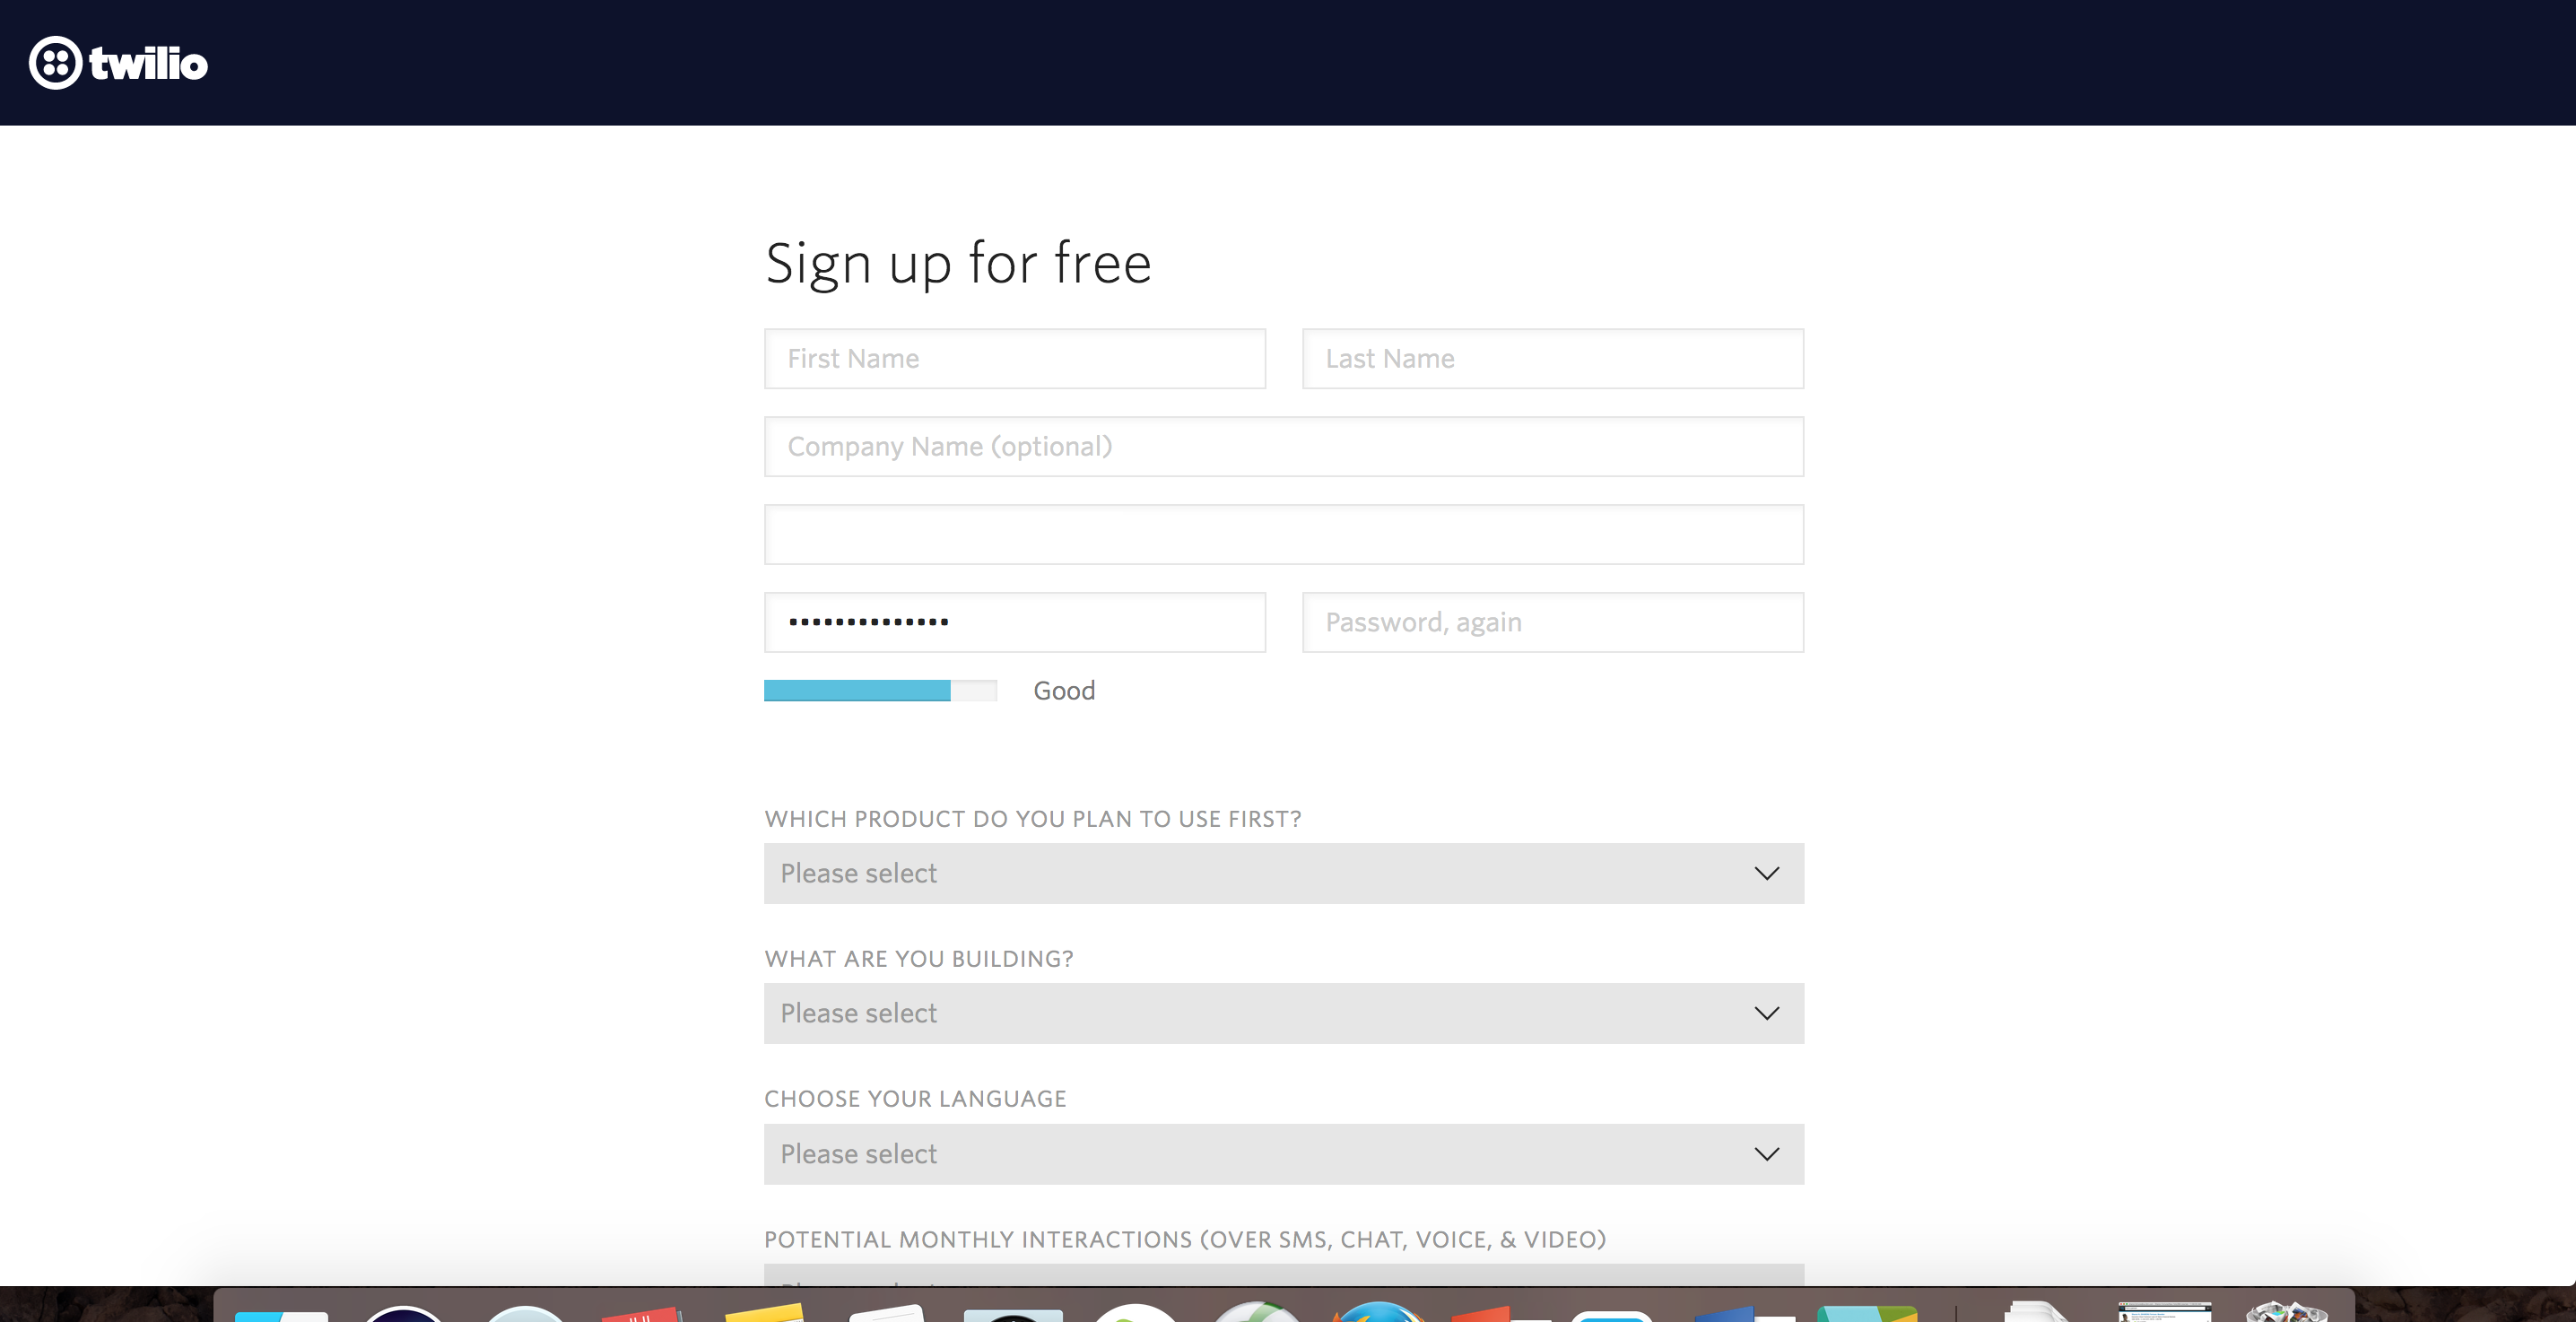 twilio
Sign up for free
First Name Last Name
Company Name (optional)
•••••••••••••• Password, again
Good
WHICH PRODUCT DO YOU PLAN TO USE FIRST?
Please select
WHAT ARE YOU BUILDING?
Please select
CHOOSE YOUR LANGUAGE
Please select
POTENTIAL MONTHLY INTERACTIONS (OVER SMS, CHAT, VOICE, & VIDEO)